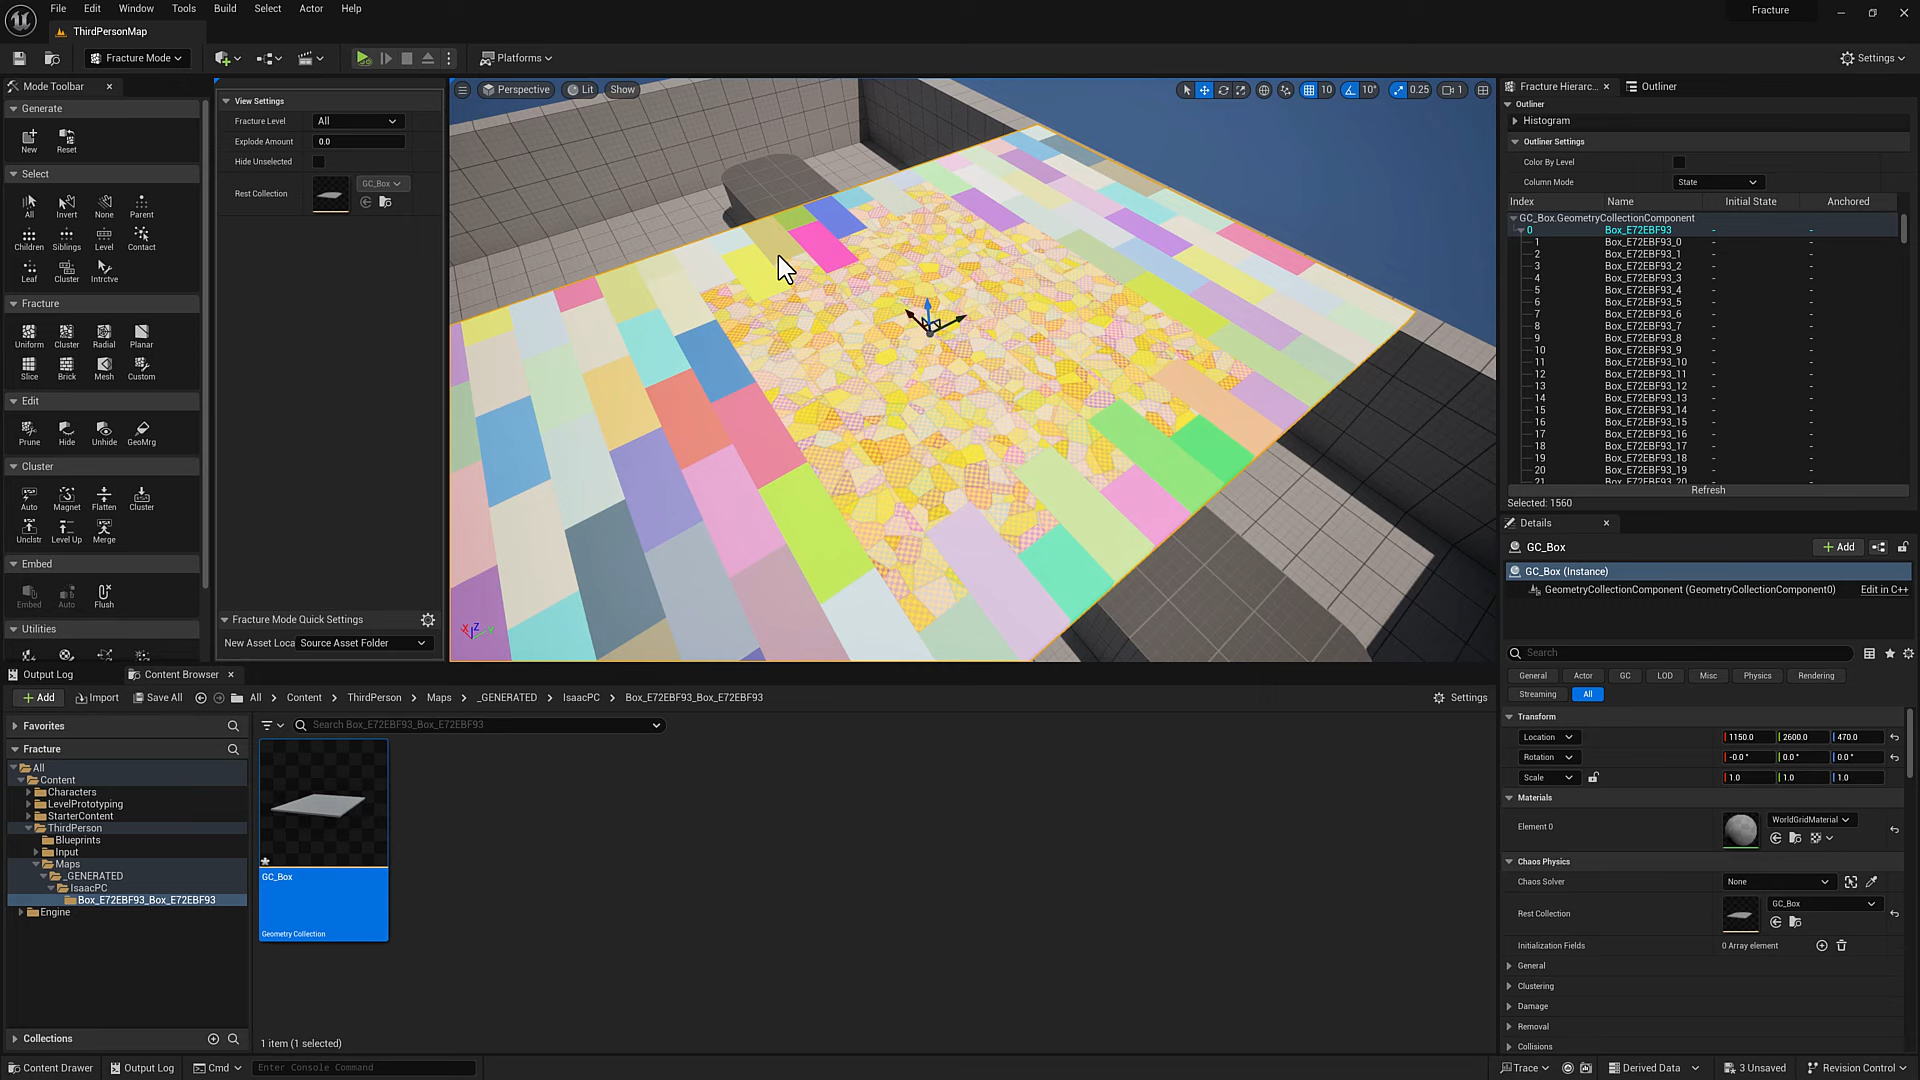 File Edit Window Tools Build Select Actor Help
Fracture
ThirdPersonMap
Fracture Mode
Platforms
Settings
Mode Toolbar
Generate
New Reset
Select
All Invert None Parent
Children Siblings Level Contact
Leaf Cluster Intrctve
Fracture
Uniform Cluster Radial Planar
Slice Brick Mesh Custom
Edit
Prune Hide Unhide GeoMrg
Cluster
Auto Magnet Flatten Cluster
Unclstr Level Up Merge
Embed
Embed Auto Flush
Utilities
View Settings
Fracture Level All
Explode Amount 0.0
Hide Unselected
Rest Collection GC_Box
Fracture Mode Quick Settings
New Asset Loca Source Asset Folder
Perspective Lit Show
10 10° 0.25 1
X Z Y
Fracture Hierarc... Outliner
Outliner
Histogram
Outliner Settings
Color By Level
Column Mode State
Index Name Initial State Anchored
GC_Box.GeometryCollectionComponent
0 Box_E72EBF93 - -
1 Box_E72EBF93_0 - -
2 Box_E72EBF93_1 - -
3 Box_E72EBF93_2 - -
4 Box_E72EBF93_3 - -
5 Box_E72EBF93_4 - -
6 Box_E72EBF93_5 - -
7 Box_E72EBF93_6 - -
8 Box_E72EBF93_7 - -
9 Box_E72EBF93_8 - -
10 Box_E72EBF93_9 - -
11 Box_E72EBF93_10 - -
12 Box_E72EBF93_11 - -
13 Box_E72EBF93_12 - -
14 Box_E72EBF93_13 - -
15 Box_E72EBF93_14 - -
16 Box_E72EBF93_15 - -
17 Box_E72EBF93_16 - -
18 Box_E72EBF93_17 - -
19 Box_E72EBF93_18 - -
20 Box_E72EBF93_19 - -
21 Box_E72EBF93_20 - -
Refresh
Selected: 1560
Details
GC_Box
Add
GC_Box (Instance)
GeometryCollectionComponent (GeometryCollectionComponent0) Edit in C++
Search
General Actor GC LOD Misc Physics Rendering
Streaming All
Transform
Location 1150.0 2600.0 470.0
Rotation -0.0 ° 0.0 ° 0.0 °
Scale 1.0 1.0 1.0
Materials
Element 0 WorldGridMaterial
Chaos Physics
Chaos Solver None
Rest Collection GC_Box
Initialization Fields 0 Array element
General
Clustering
Damage
Removal
Collisions
Output Log Content Browser
Add Import Save All All Content ThirdPerson Maps _GENERATED IsaacPC Box_E72EBF93_Box_E72EBF93 Settings
Favorites
Search Box_E72EBF93_Box_E72EBF93
Fracture
All
Content
Characters
LevelPrototyping
StarterContent
ThirdPerson
Blueprints
Input
Maps
_GENERATED
IsaacPC
Box_E72EBF93_Box_E72EBF93
Engine
GC_Box
Geometry Collection
Collections
1 item (1 selected)
Content Drawer Output Log Cmd Enter Console Command Trace Derived Data 3 Unsaved Revision Control